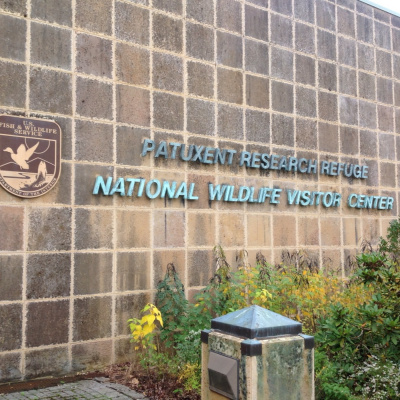 U.S.
FISH & WILDLIFE
SERVICE
PATUXENT RESEARCH REFUGE
NATIONAL WILDLIFE VISITOR CENTER